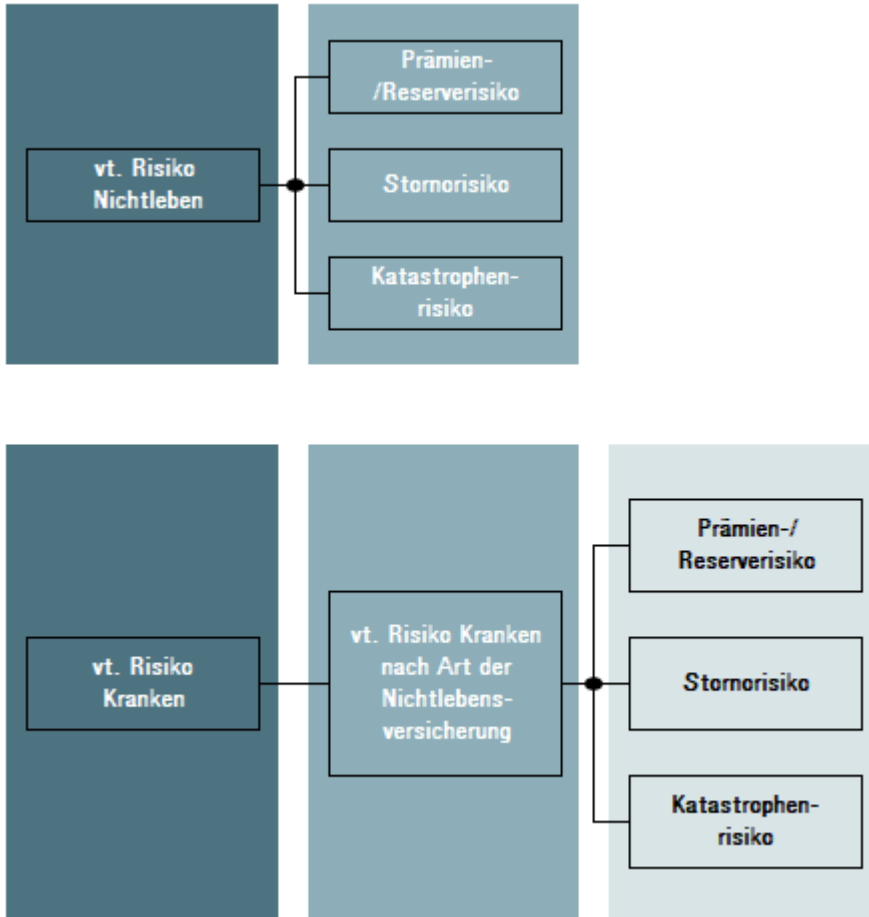 Prämien-
/Reserverisiko
vt. Risiko
Nichtleben
Stornorisiko
Katastrophen-
risiko
Prämien-/
Reserverisiko
vt. Risiko
Kranken
vt. Risiko Kranken
nach Art der
Nichtlebens-
versicherung
Stornorisiko
Katastrophen-
risiko